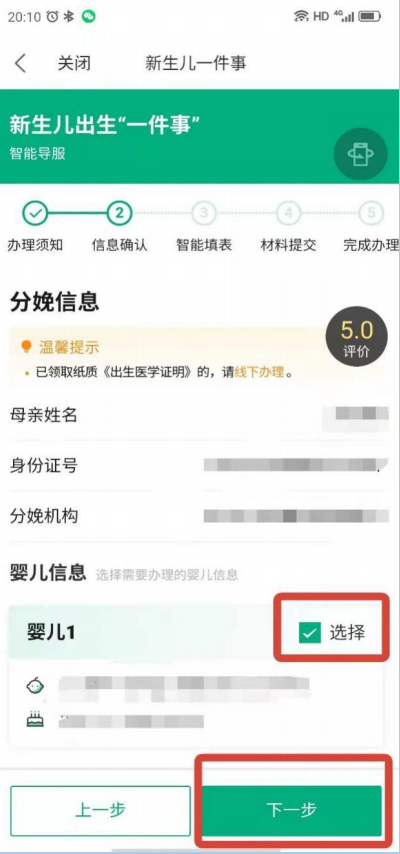 20:10
HD 4G
关闭 新生儿一件事
新生儿出生“一件事”
智能导服
2 3 4 5
办理须知 信息确认 智能填表 材料提交 完成办理
分娩信息
5.0
评价
温馨提示
• 已领取纸质《出生医学证明》的，请线下办理。
母亲姓名
身份证号
分娩机构
婴儿信息 选择需要办理的婴儿信息
婴儿1 选择
上一步 下一步